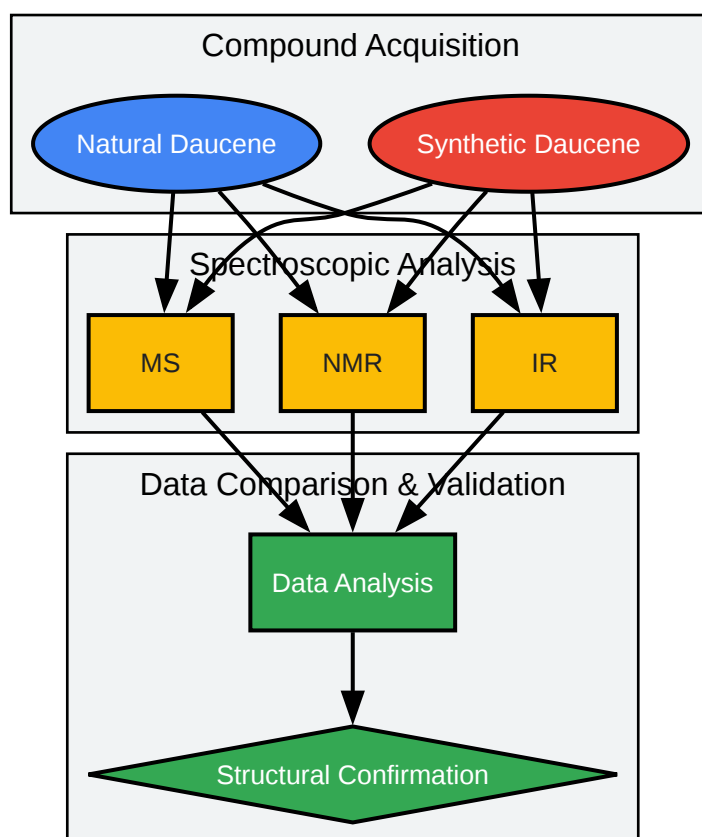 Compound Acquisition
Natural Daucene
Synthetic Daucene
Spectroscopic Analysis
MS
NMR
IR
Data Comparison & Validation
Data Analysis
Structural Confirmation